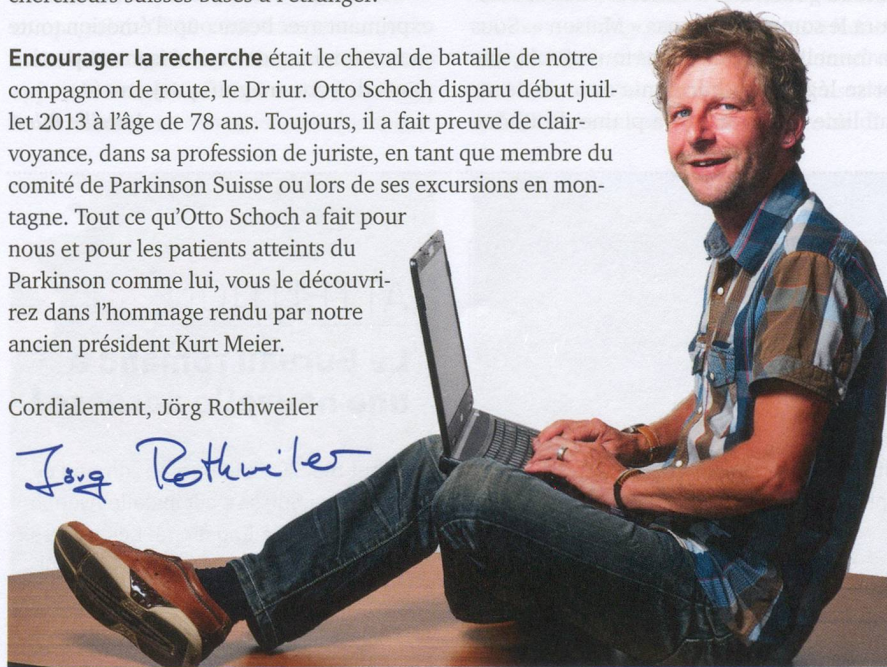 chercheurs suisses basés à l'étranger.
Encourager la recherche était le cheval de bataille de notre
compagnon de route, le Dr iur. Otto Schoch disparu début juil-
let 2013 à l'âge de 78 ans. Toujours, il a fait preuve de clair-
voyance, dans sa profession de juriste, en tant que membre du
comité de Parkinson Suisse ou lors de ses excursions en mon-
tagne. Tout ce qu'Otto Schoch a fait pour
nous et pour les patients atteints du
Parkinson comme lui, vous le découvri-
rez dans l'hommage rendu par notre
ancien président Kurt Meier.
Cordialement, Jörg Rothweiler
Jörg Rothweiler